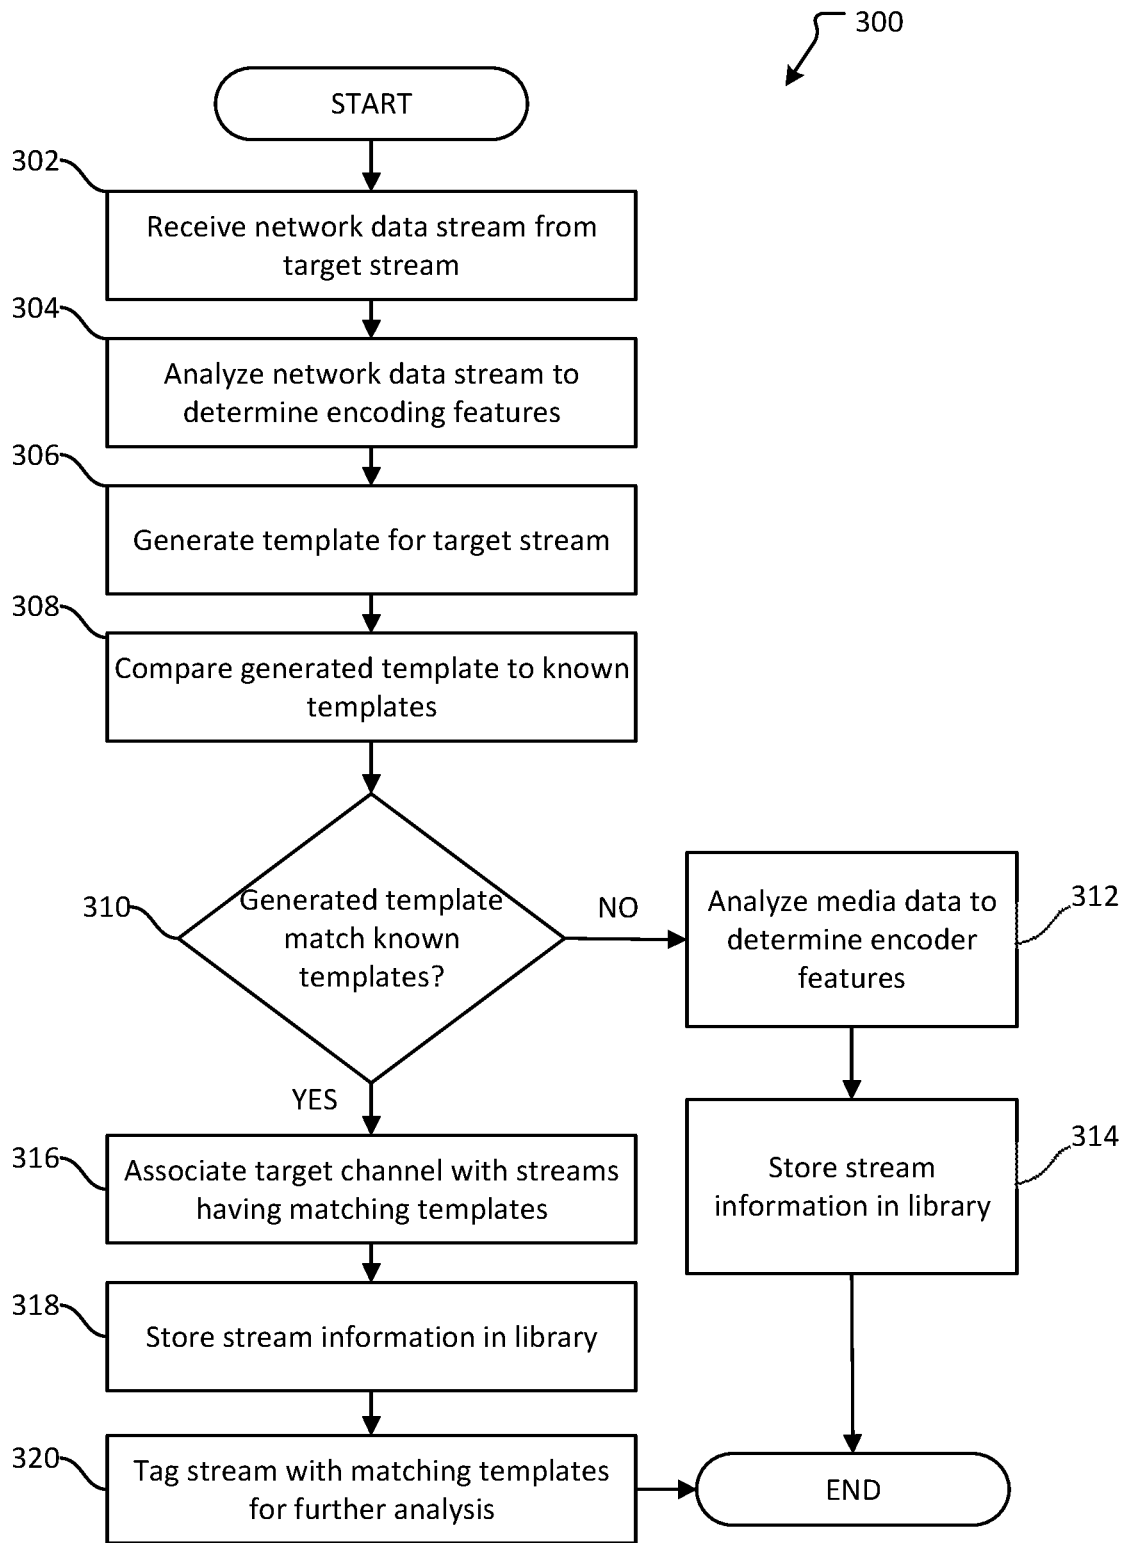 300
START
302
Receive network data stream from
target stream
304
Analyze network data stream to
determine encoding features
306
Generate template for target stream
308
Compare generated template to known
templates
310
Generated template
match known
templates?
NO
Analyze media data to
determine encoder
features
312
YES
Store stream
information in library
314
316
Associate target channel with streams
having matching templates
318
Store stream information in library
320
Tag stream with matching templates
for further analysis
END